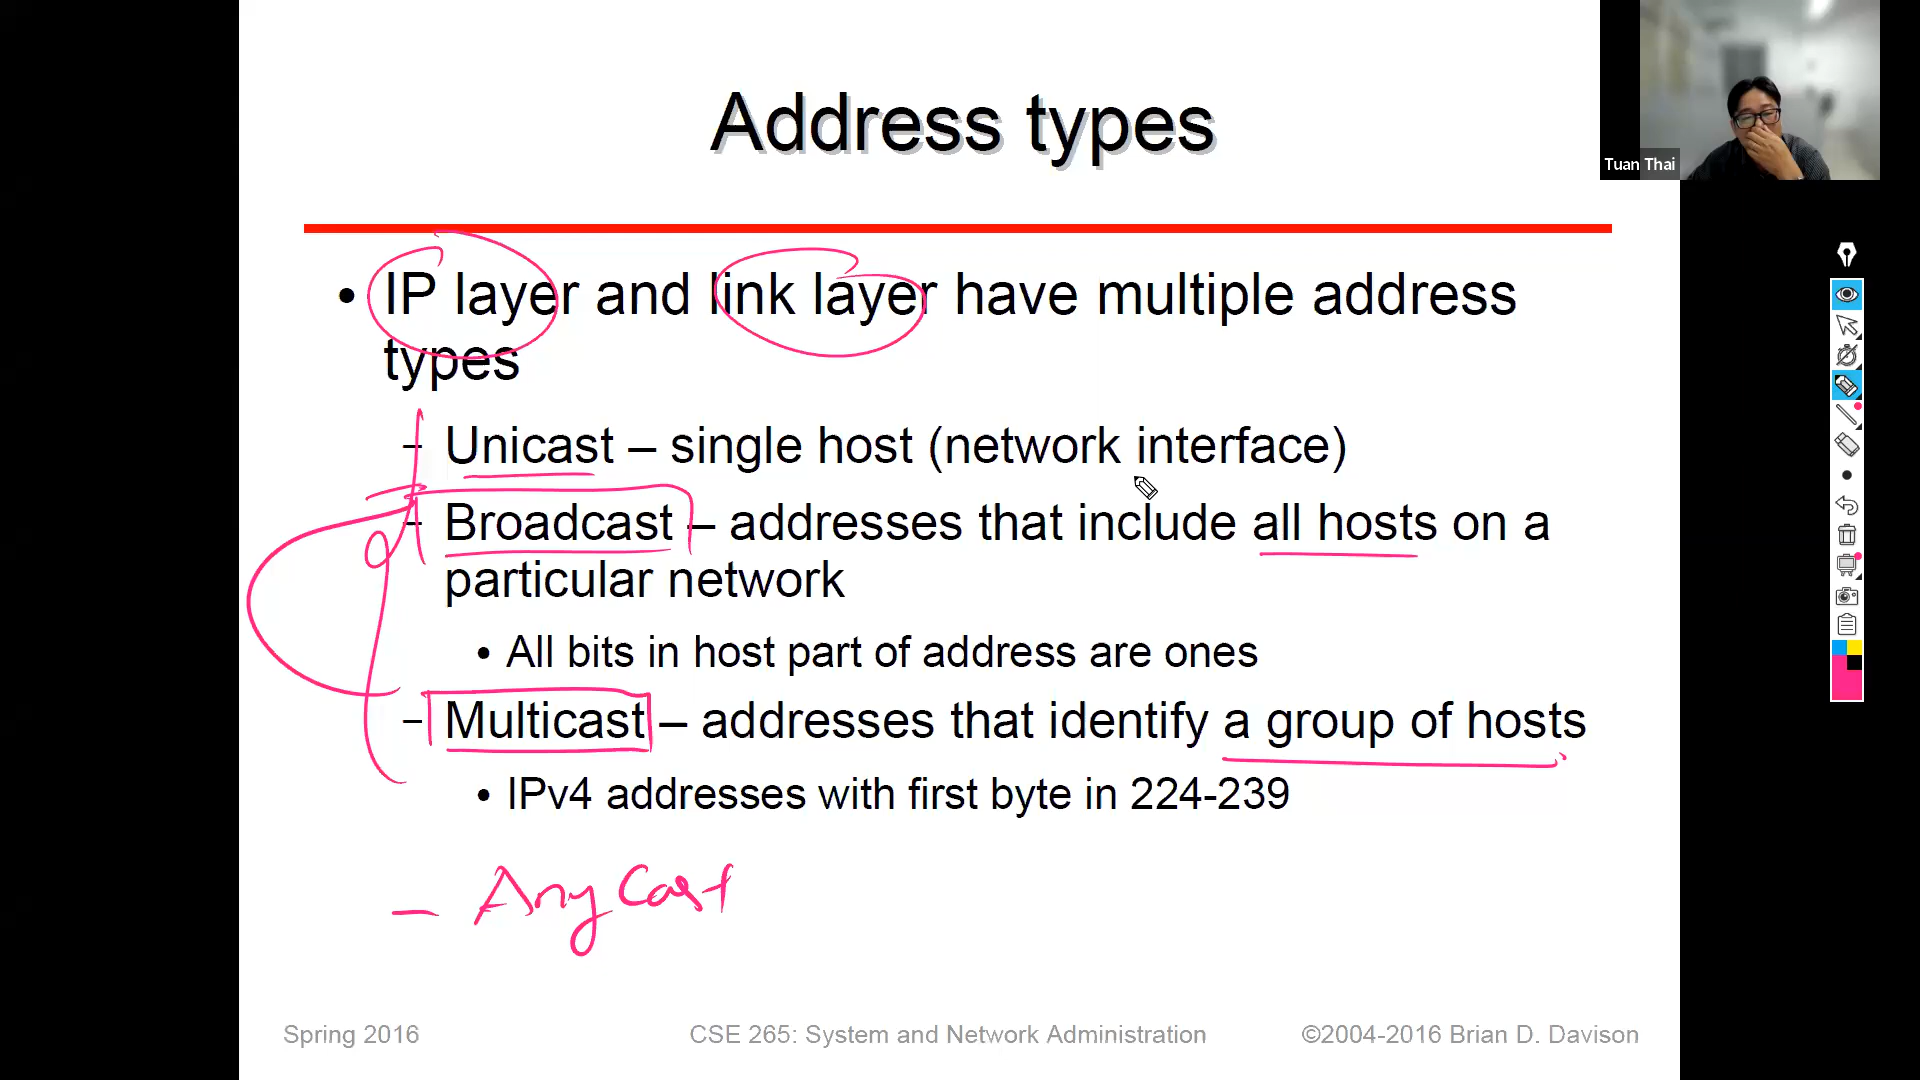 Address types
Tuan Thai
• IP layer and link layer have multiple address
types
– Unicast – single host (network interface)
– Broadcast – addresses that include all hosts on a
particular network
• All bits in host part of address are ones
– Multicast – addresses that identify a group of hosts
• IPv4 addresses with first byte in 224-239
– AnyCast
Spring 2016
CSE 265: System and Network Administration
©2004-2016 Brian D. Davison